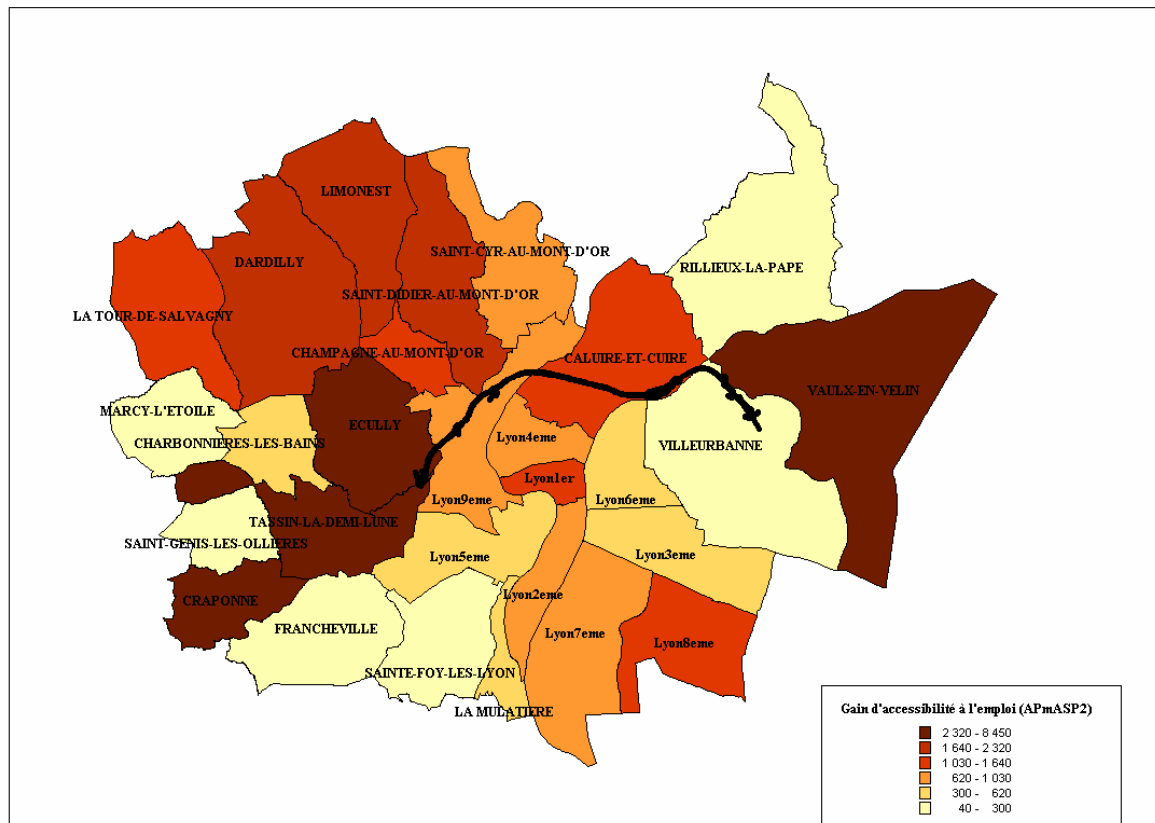 LIMONEST
SAINT-CYR-AU-MONT-D'OR
DARDILLY
RILLIEUX-LA-PAPE
SAINT-DIDIER-AU-MONT-D'OR
LA TOUR-DE-SALVAGNY
CHAMPAGNE-AU-MONT-D'OR
CALUIRE-ET-CUIRE
VAULX-EN-VELIN
MARCY-L'ETOILE
ECULLY
CHARBONNIERES-LES-BAINS
Lyon4eme
VILLEURBANNE
Lyon1er
Lyon9eme
Lyon6eme
TASSIN-LA-DEMI-LUNE
SAINT-GENIS-LES-OLLIERES
Lyon5eme
Lyon3eme
CRAPONNE
Lyon2eme
FRANCHEVILLE
Lyon7eme
Lyon8eme
SAINTE-FOY-LES-LYON
LA MULATIERE
Gain d'accessibilité à l'emploi (APmASP2)
2 320 - 8 450
1 640 - 2 320
1 030 - 1 640
620 - 1 030
300 - 620
40 - 300